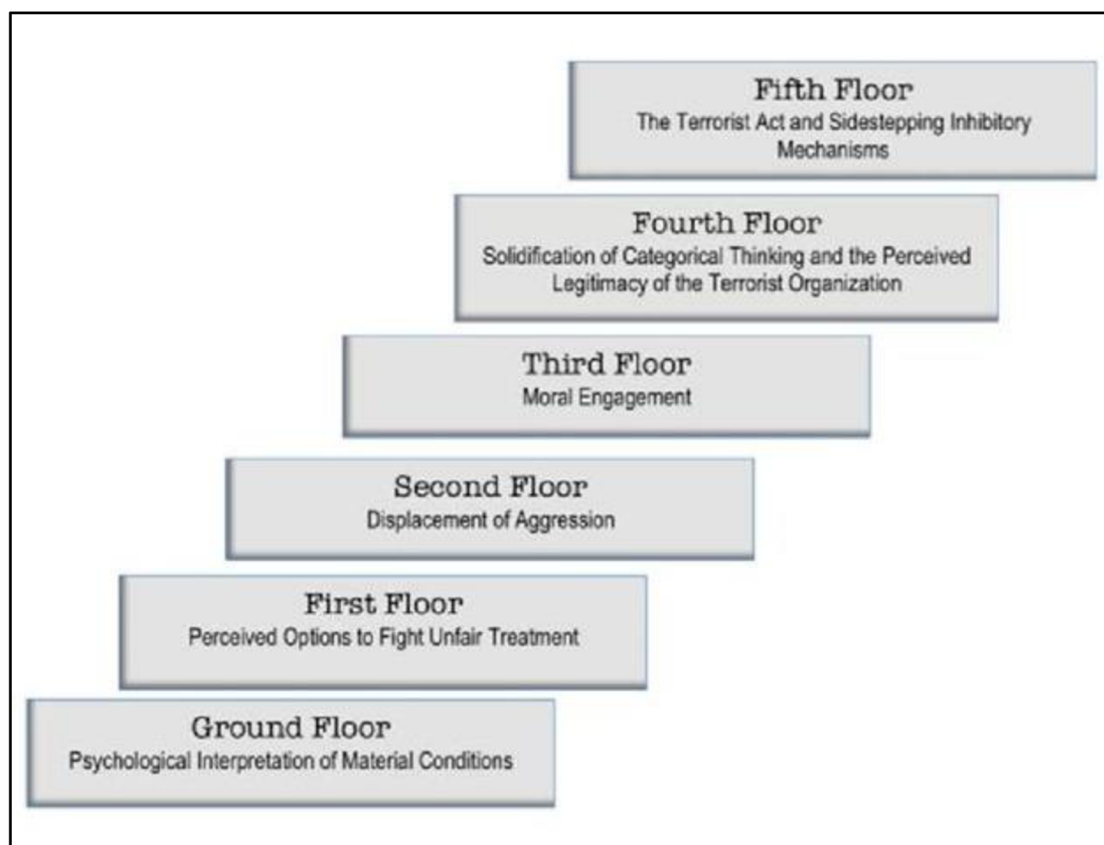 Fifth Floor
The Terrorist Act and Sidestepping Inhibitory
Mechanisms
Fourth Floor
Solidification of Categorical Thinking and the Perceived
Legitimacy of the Terrorist Organization
Third Floor
Moral Engagement
Second Floor
Displacement of Aggression
First Floor
Perceived Options to Fight Unfair Treatment
Ground Floor
Psychological Interpretation of Material Conditions